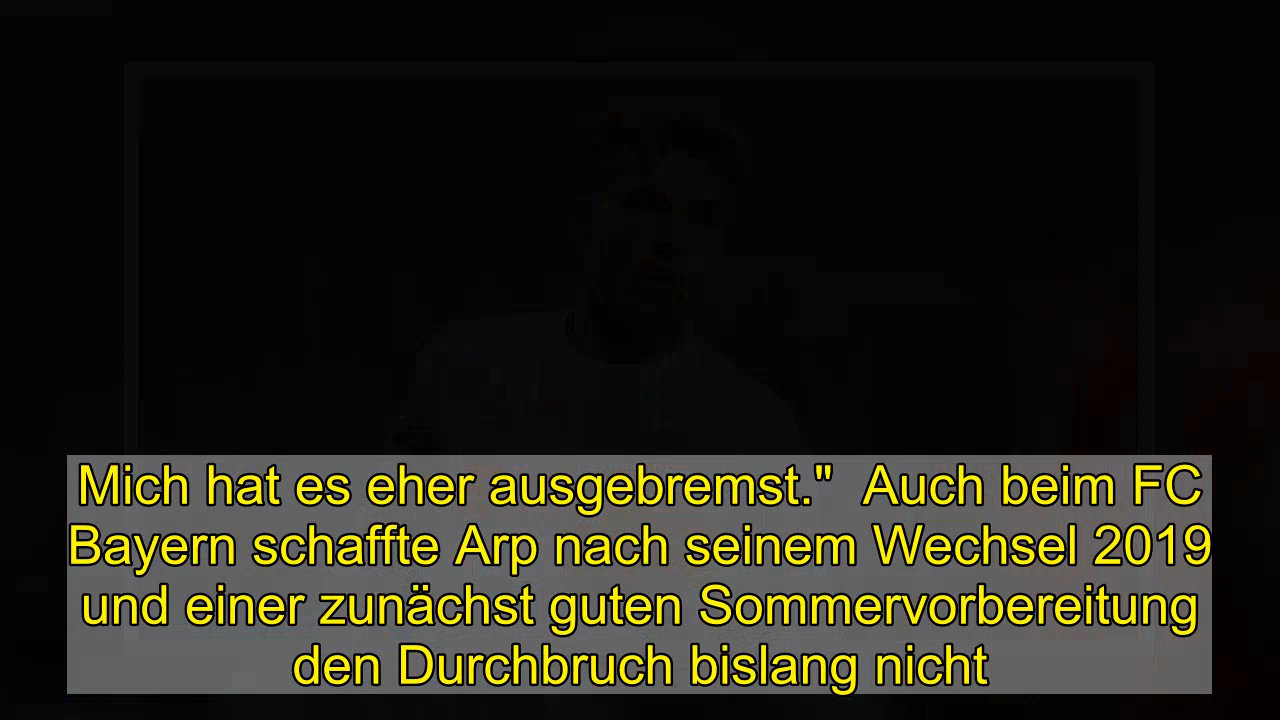 Mich hat es eher ausgebremst."  Auch beim FC
Bayern schaffte Arp nach seinem Wechsel 2019
und einer zunächst guten Sommervorbereitung
den Durchbruch bislang nicht